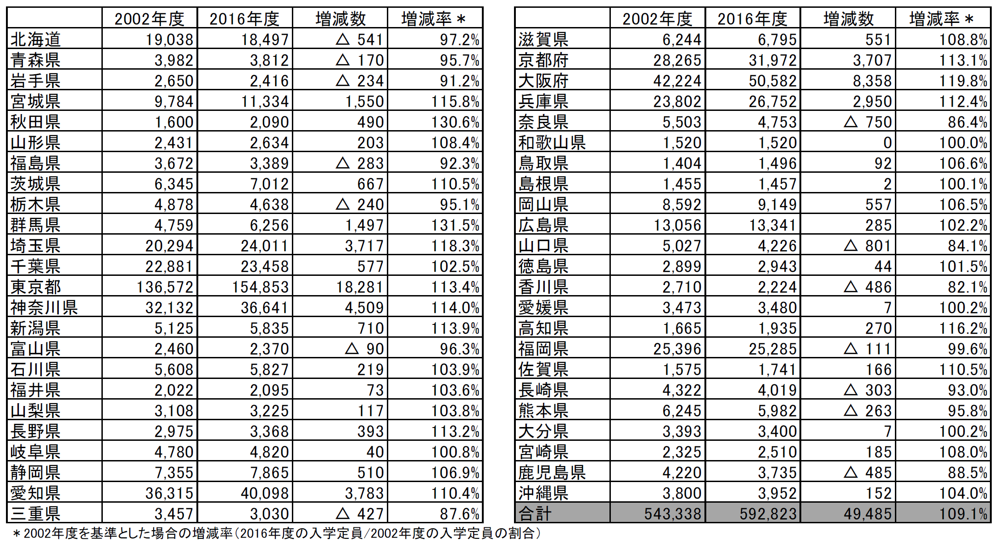 2002年度 2016年度 増減数 増減率＊
北海道 19,038 18,497 △ 541 97.2%
青森県 3,982 3,812 △ 170 95.7%
岩手県 2,650 2,416 △ 234 91.2%
宮城県 9,784 11,334 1,550 115.8%
秋田県 1,600 2,090 490 130.6%
山形県 2,431 2,634 203 108.4%
福島県 3,672 3,389 △ 283 92.3%
茨城県 6,345 7,012 667 110.5%
栃木県 4,878 4,638 △ 240 95.1%
群馬県 4,759 6,256 1,497 131.5%
埼玉県 20,294 24,011 3,717 118.3%
千葉県 22,881 23,458 577 102.5%
東京都 136,572 154,853 18,281 113.4%
神奈川県 32,132 36,641 4,509 114.0%
新潟県 5,125 5,835 710 113.9%
富山県 2,460 2,370 △ 90 96.3%
石川県 5,608 5,827 219 103.9%
福井県 2,022 2,095 73 103.6%
山梨県 3,108 3,225 117 103.8%
長野県 2,975 3,368 393 113.2%
岐阜県 4,780 4,820 40 100.8%
静岡県 7,355 7,865 510 106.9%
愛知県 36,315 40,098 3,783 110.4%
三重県 3,457 3,030 △ 427 87.6%
2002年度 2016年度 増減数 増減率＊
滋賀県 6,244 6,795 551 108.8%
京都府 28,265 31,972 3,707 113.1%
大阪府 42,224 50,582 8,358 119.8%
兵庫県 23,802 26,752 2,950 112.4%
奈良県 5,503 4,753 △ 750 86.4%
和歌山県 1,520 1,520 0 100.0%
鳥取県 1,404 1,496 92 106.6%
島根県 1,455 1,457 2 100.1%
岡山県 8,592 9,149 557 106.5%
広島県 13,056 13,341 285 102.2%
山口県 5,027 4,226 △ 801 84.1%
徳島県 2,899 2,943 44 101.5%
香川県 2,710 2,224 △ 486 82.1%
愛媛県 3,473 3,480 7 100.2%
高知県 1,665 1,935 270 116.2%
福岡県 25,396 25,285 △ 111 99.6%
佐賀県 1,575 1,741 166 110.5%
長崎県 4,322 4,019 △ 303 93.0%
熊本県 6,245 5,982 △ 263 95.8%
大分県 3,393 3,400 7 100.2%
宮崎県 2,325 2,510 185 108.0%
鹿児島県 4,220 3,735 △ 485 88.5%
沖縄県 3,800 3,952 152 104.0%
合計 543,338 592,823 49,485 109.1%
＊2002年度を基準とした場合の増減率（2016年度の入学定員/2002年度の入学定員の割合）